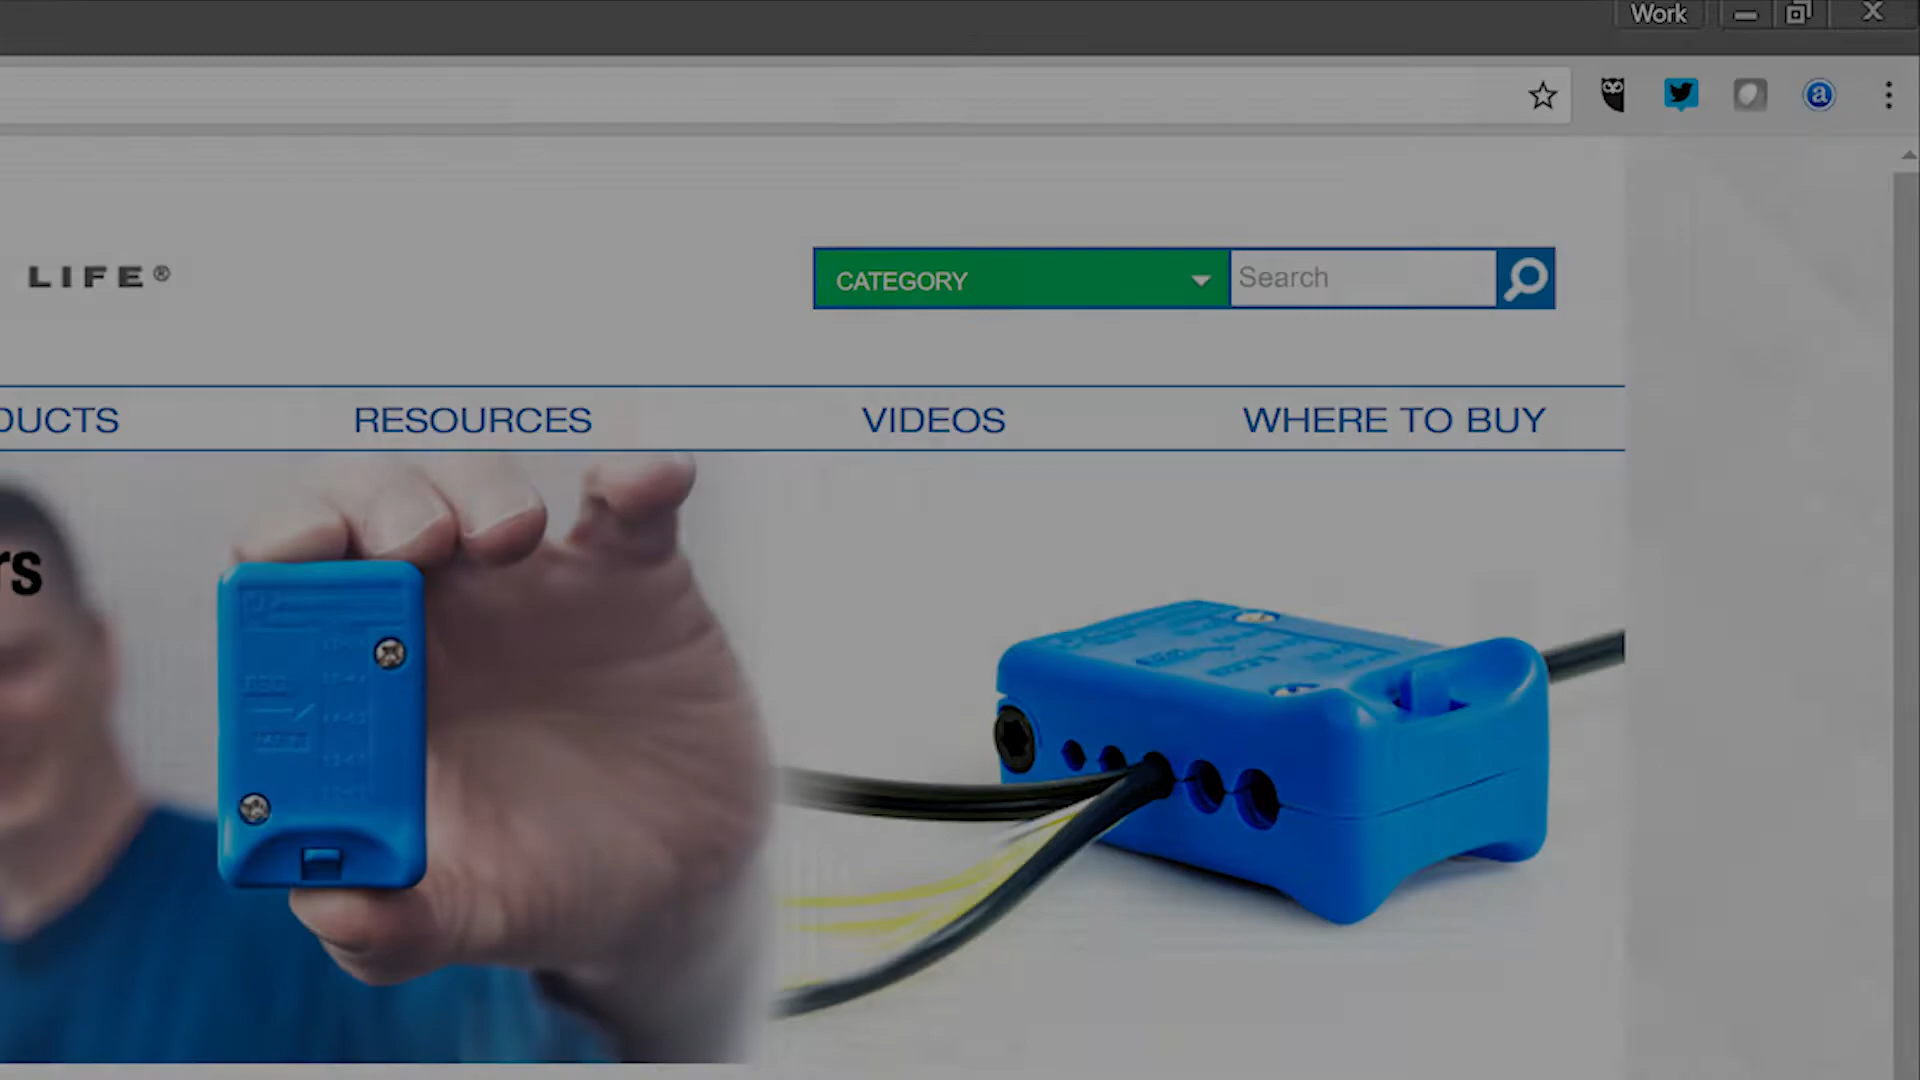 Work
LIFE®
CATEGORY
Search
DUCTS
RESOURCES
VIDEOS
WHERE TO BUY
rs